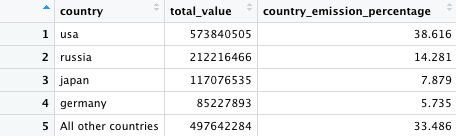 country total_value country_emission_percentage
1 usa 573840505 38.616
2 russia 212216466 14.281
3 japan 117076535 7.879
4 germany 85227893 5.735
5 All other countries 497642284 33.486